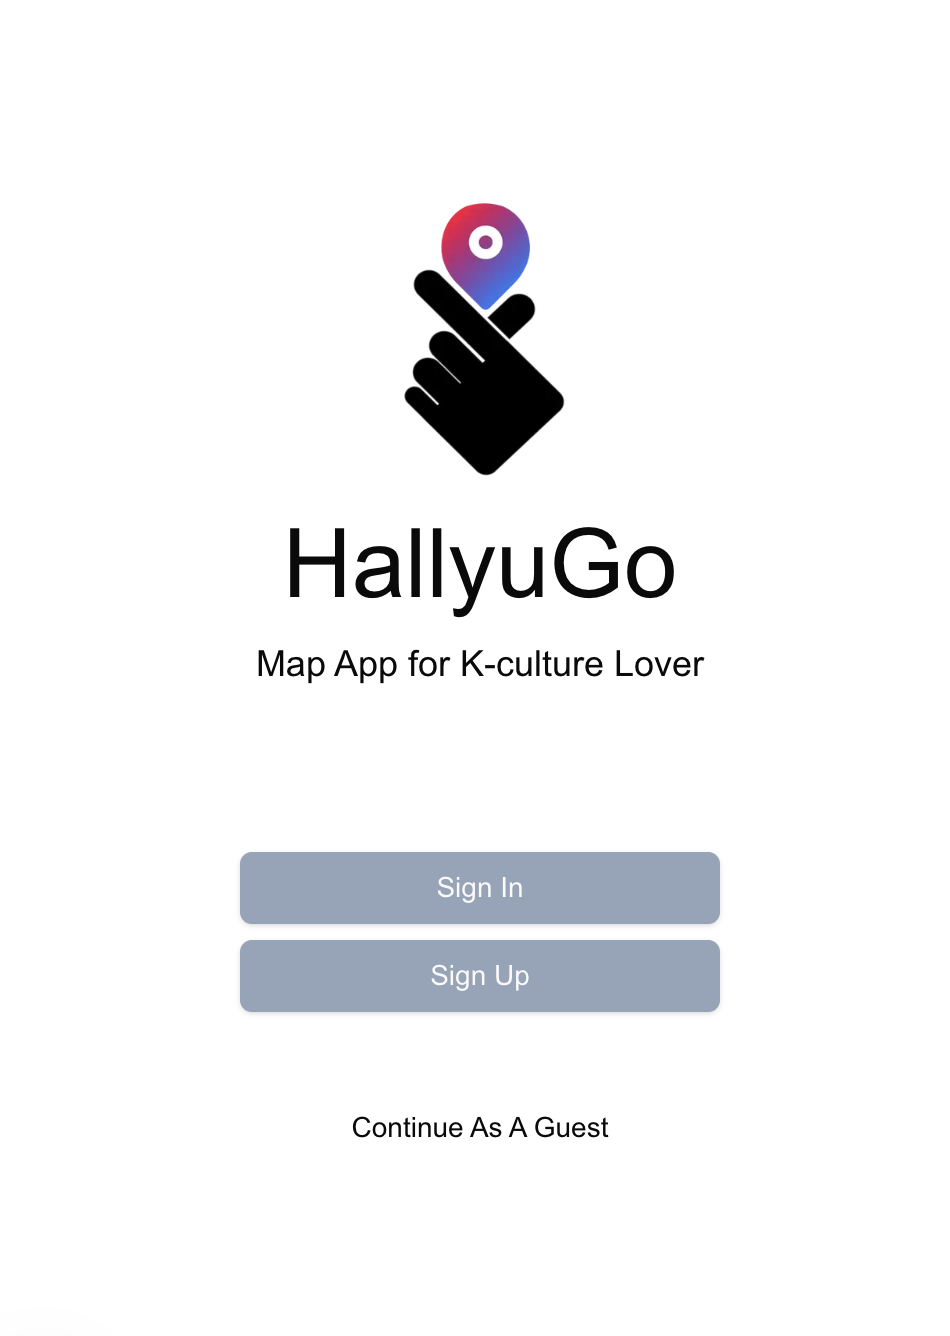 HallyuGo
Map App for K-culture Lover
Sign In
Sign Up
Continue As A Guest